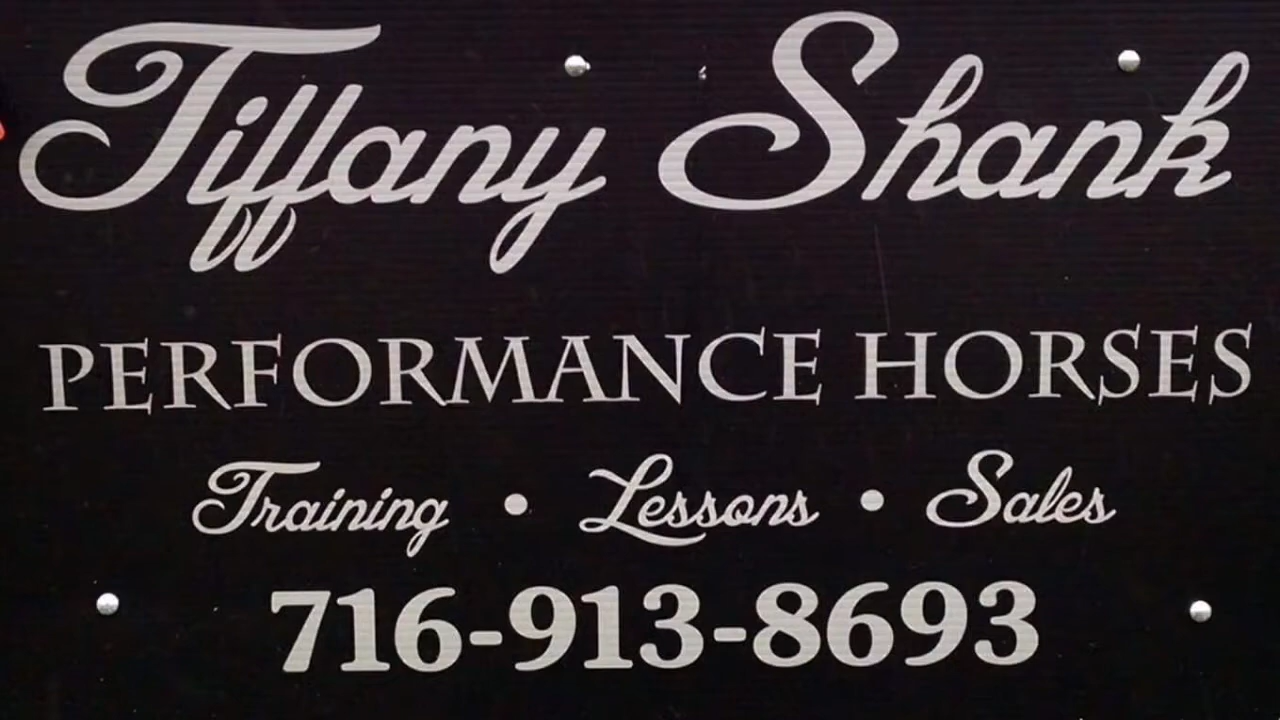 Tiffany Shank
PERFORMANCE HORSES
Training • Lessons • Sales
716-913-8693